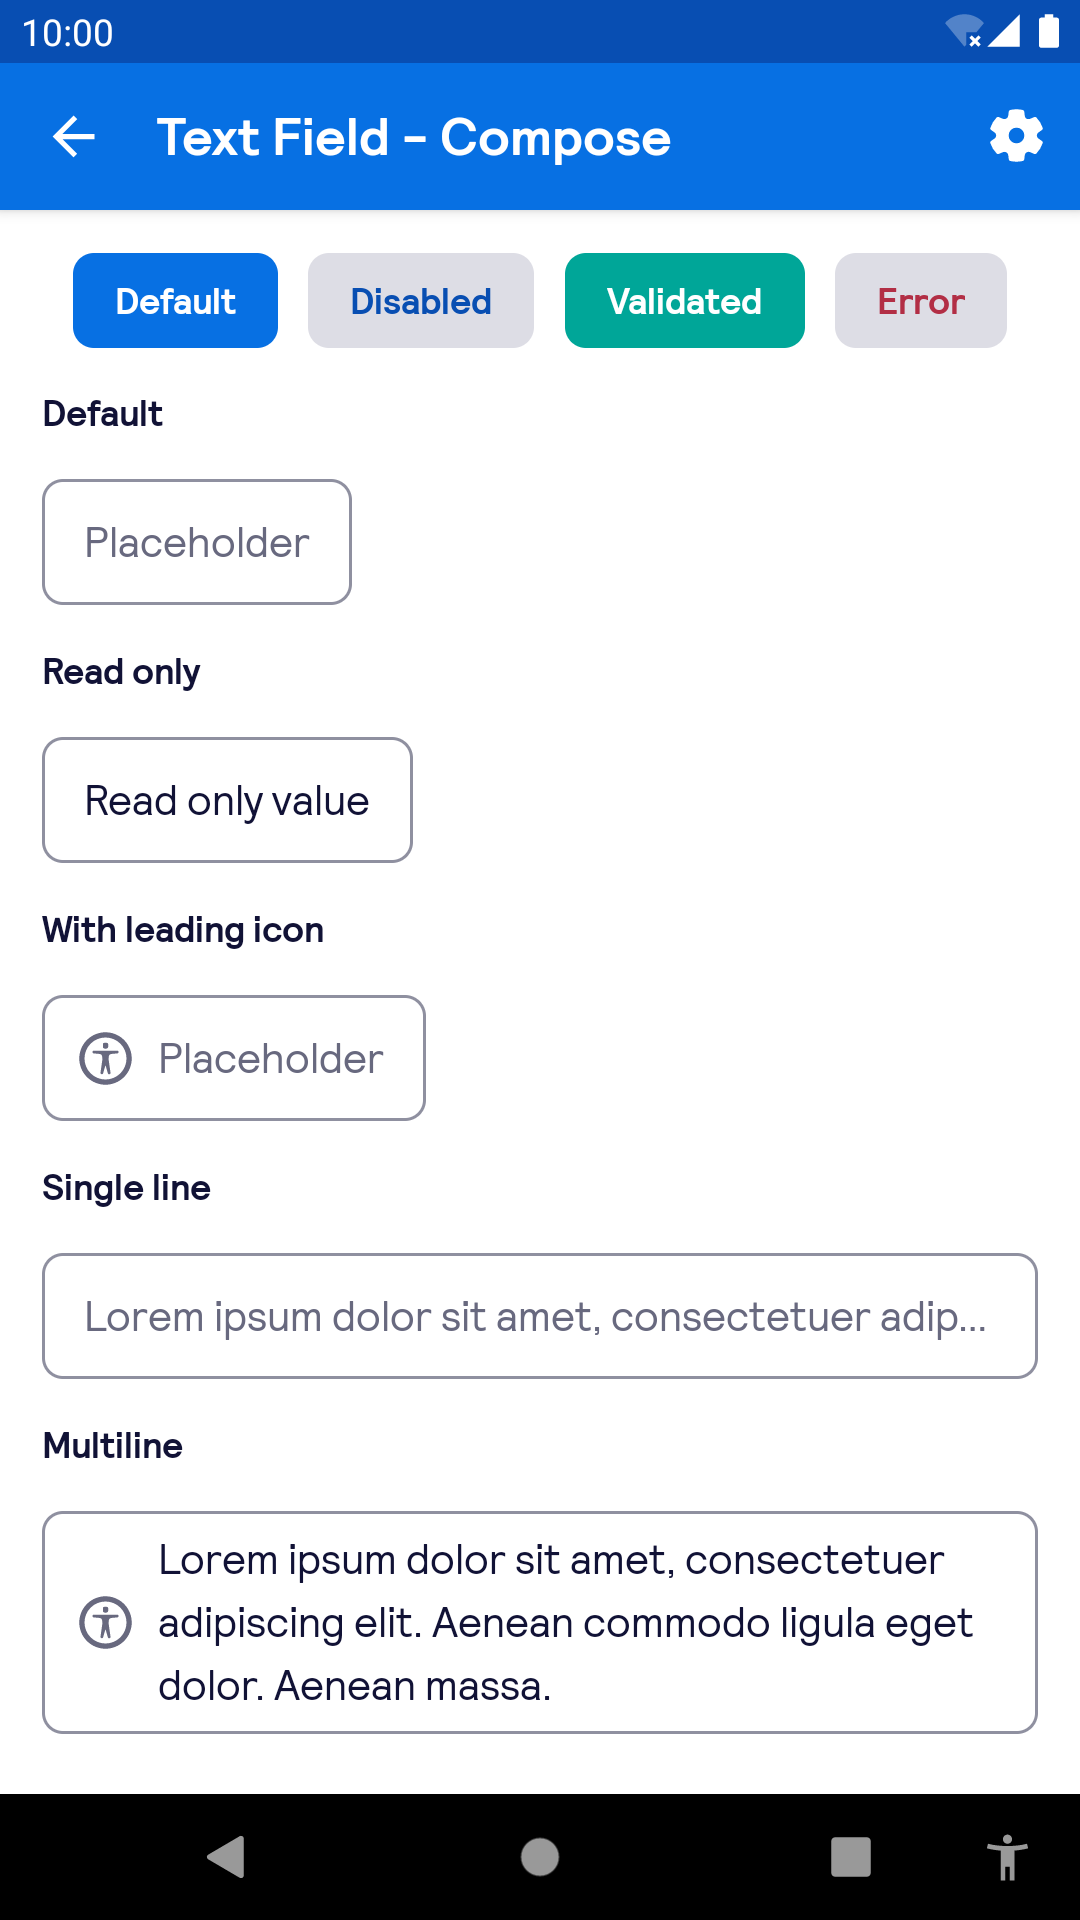 10:00
Text Field - Compose
Default
Disabled
Validated
Error
Default
Placeholder
Read only
Read only value
With leading icon
Placeholder
Single line
Lorem ipsum dolor sit amet, consectetuer adip...
Multiline
Lorem ipsum dolor sit amet, consectetuer
adipiscing elit. Aenean commodo ligula eget
dolor. Aenean massa.